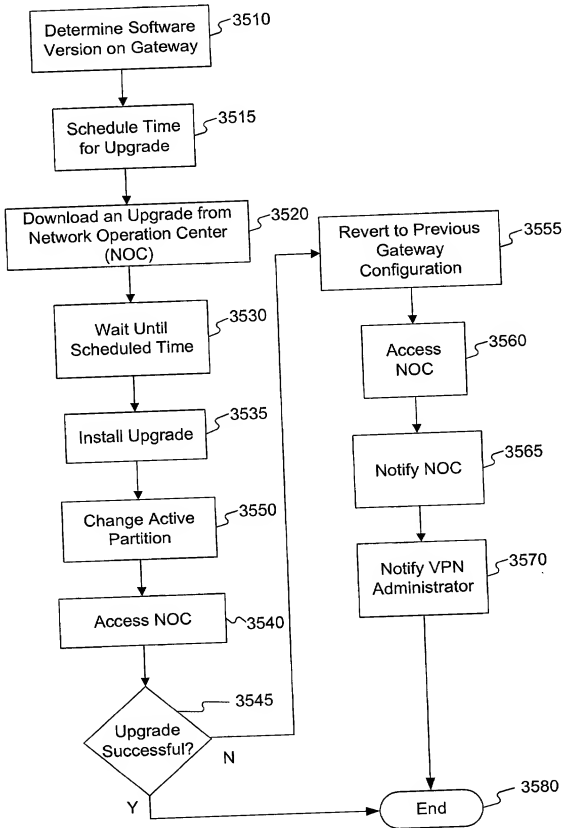 Determine Software
Version on Gateway
3510
Schedule Time
for Upgrade
3515
Download an Upgrade from
Network Operation Center
(NOC)
3520
Wait Until
Scheduled Time
3530
Install Upgrade
3535
Change Active
Partition
3550
Access NOC
3540
Upgrade
Successful?
3545
N
Y
Revert to Previous
Gateway
Configuration
3555
Access
NOC
3560
Notify NOC
3565
Notify VPN
Administrator
3570
End
3580